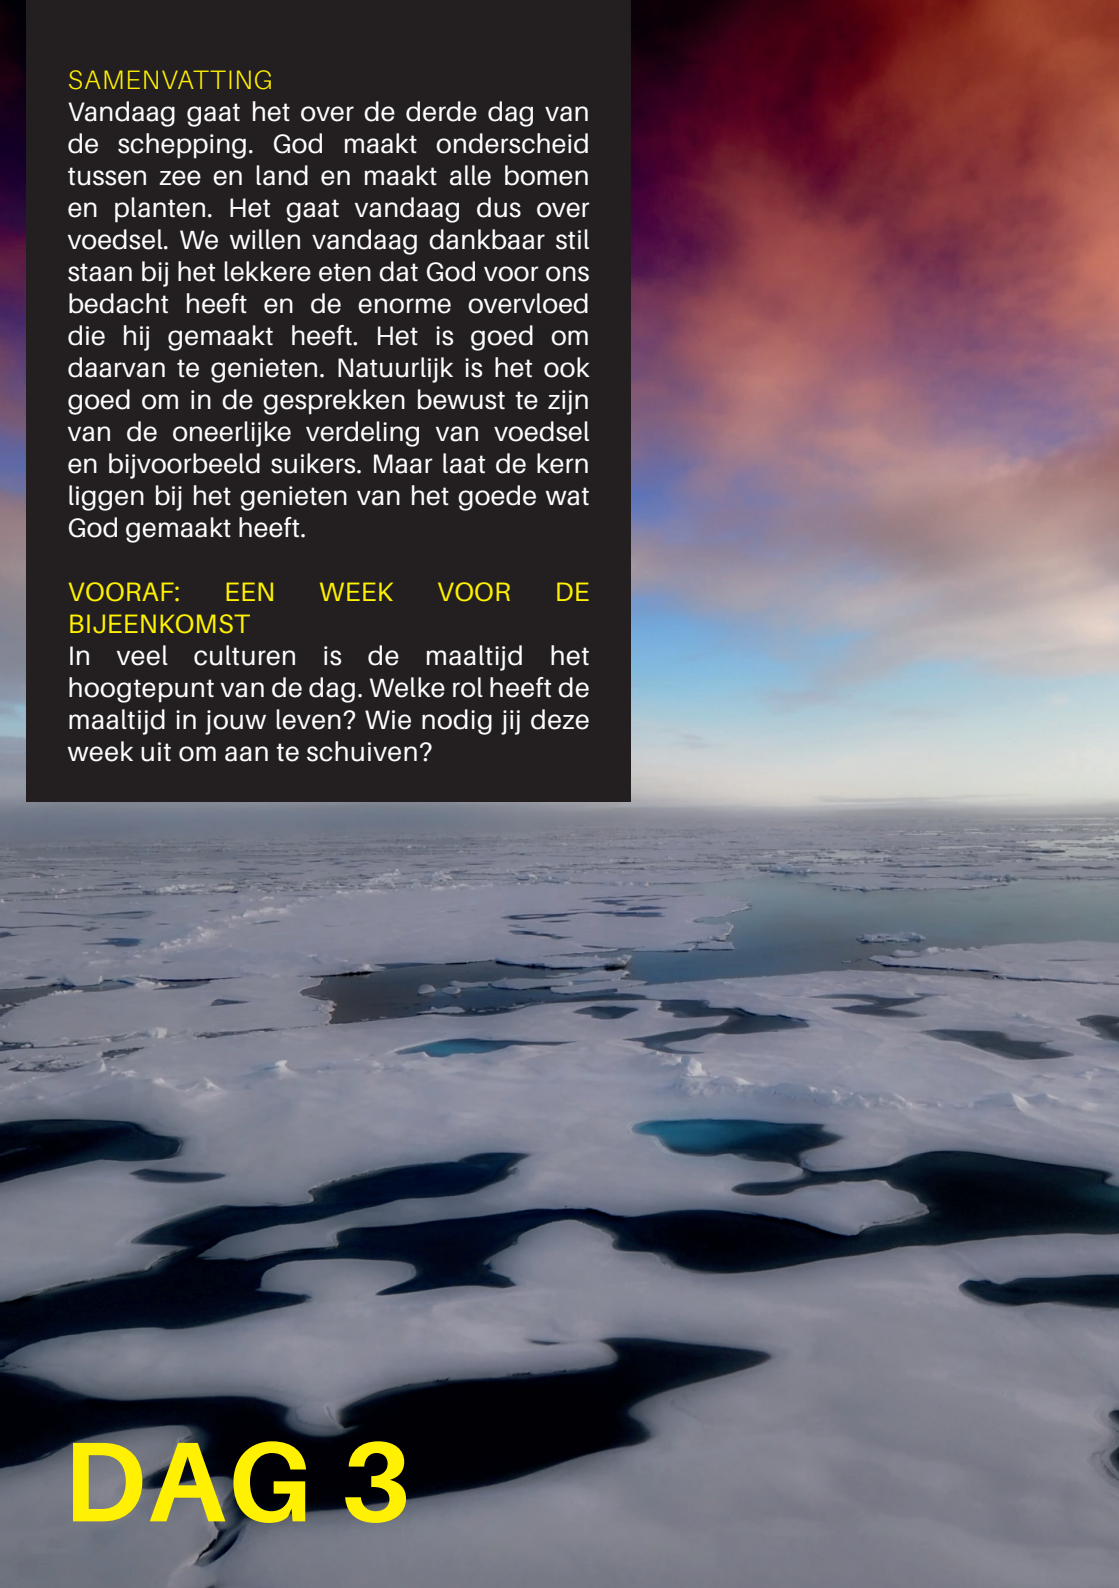 SAMENVATTING
Vandaag gaat het over de derde dag van
de schepping. God maakt onderscheid
tussen zee en land en maakt alle bomen
en planten. Het gaat vandaag dus over
voedsel. We willen vandaag dankbaar stil
staan bij het lekkere eten dat God voor ons
bedacht heeft en de enorme overvloed
die hij gemaakt heeft. Het is goed om
daarvan te genieten. Natuurlijk is het ook
goed om in de gesprekken bewust te zijn
van de oneerlijke verdeling van voedsel
en bijvoorbeeld suikers. Maar laat de kern
liggen bij het genieten van het goede wat
God gemaakt heeft.
VOORAF: EEN WEEK VOOR DE
BIJEENKOMST
In veel culturen is de maaltijd het
hoogtepunt van de dag. Welke rol heeft de
maaltijd in jouw leven? Wie nodig jij deze
week uit om aan te schuiven?
DAG 3